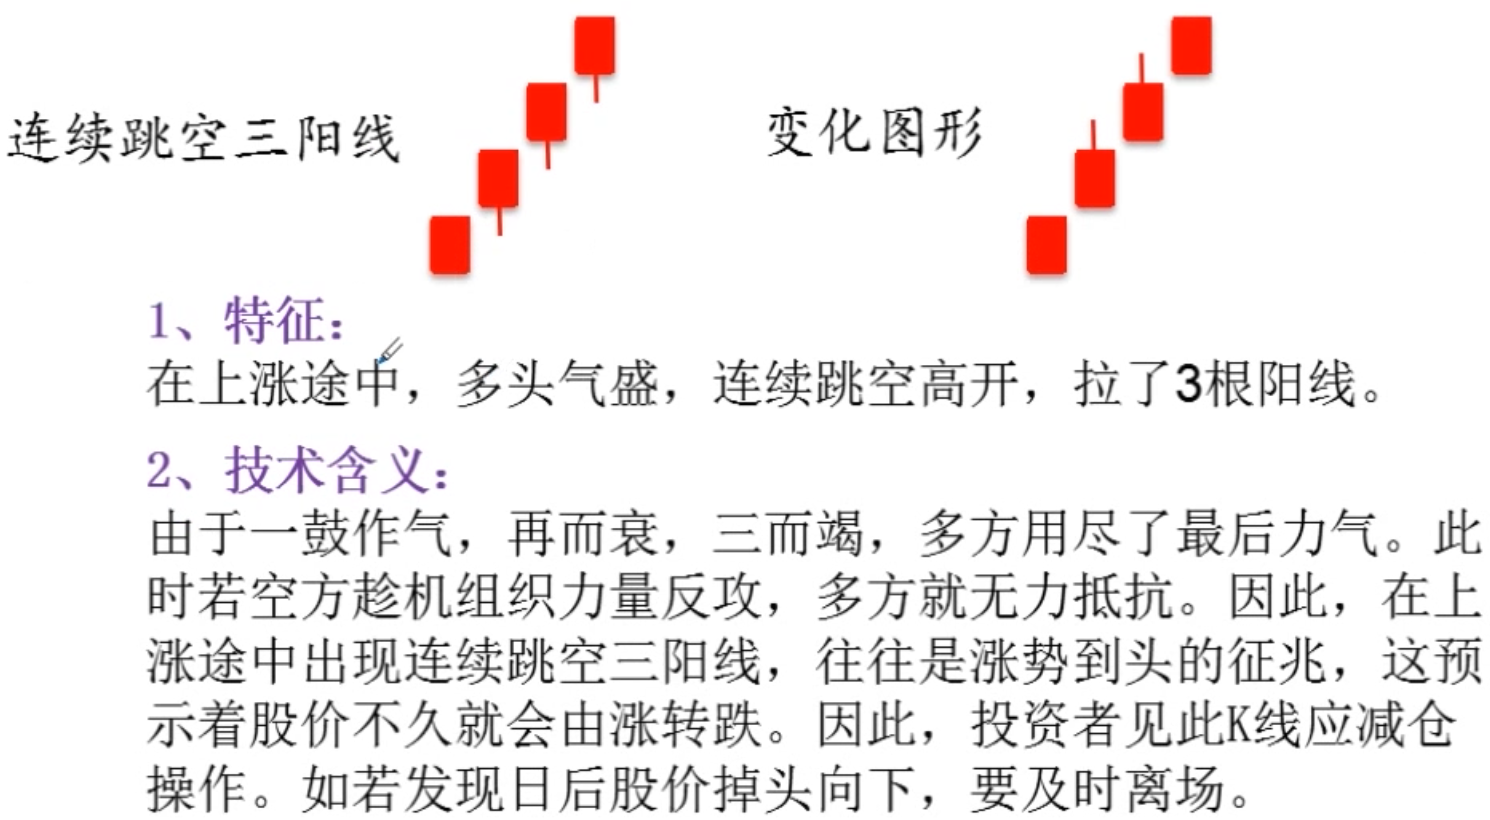 连续跳空三阳线
变化图形
1、特征：
在上涨途中，多头气盛，连续跳空高开，拉了3根阳线。
2、技术含义：
由于一鼓作气，再而衰，三而竭，多方用尽了最后力气。此
时若空方趁机组织力量反攻，多方就无力抵抗。因此，在上
涨途中出现连续跳空三阳线，往往是涨势到头的征兆，这预
示着股价不久就会由涨转跌。因此，投资者见此K线应减仓
操作。如若发现日后股价掉头向下，要及时离场。